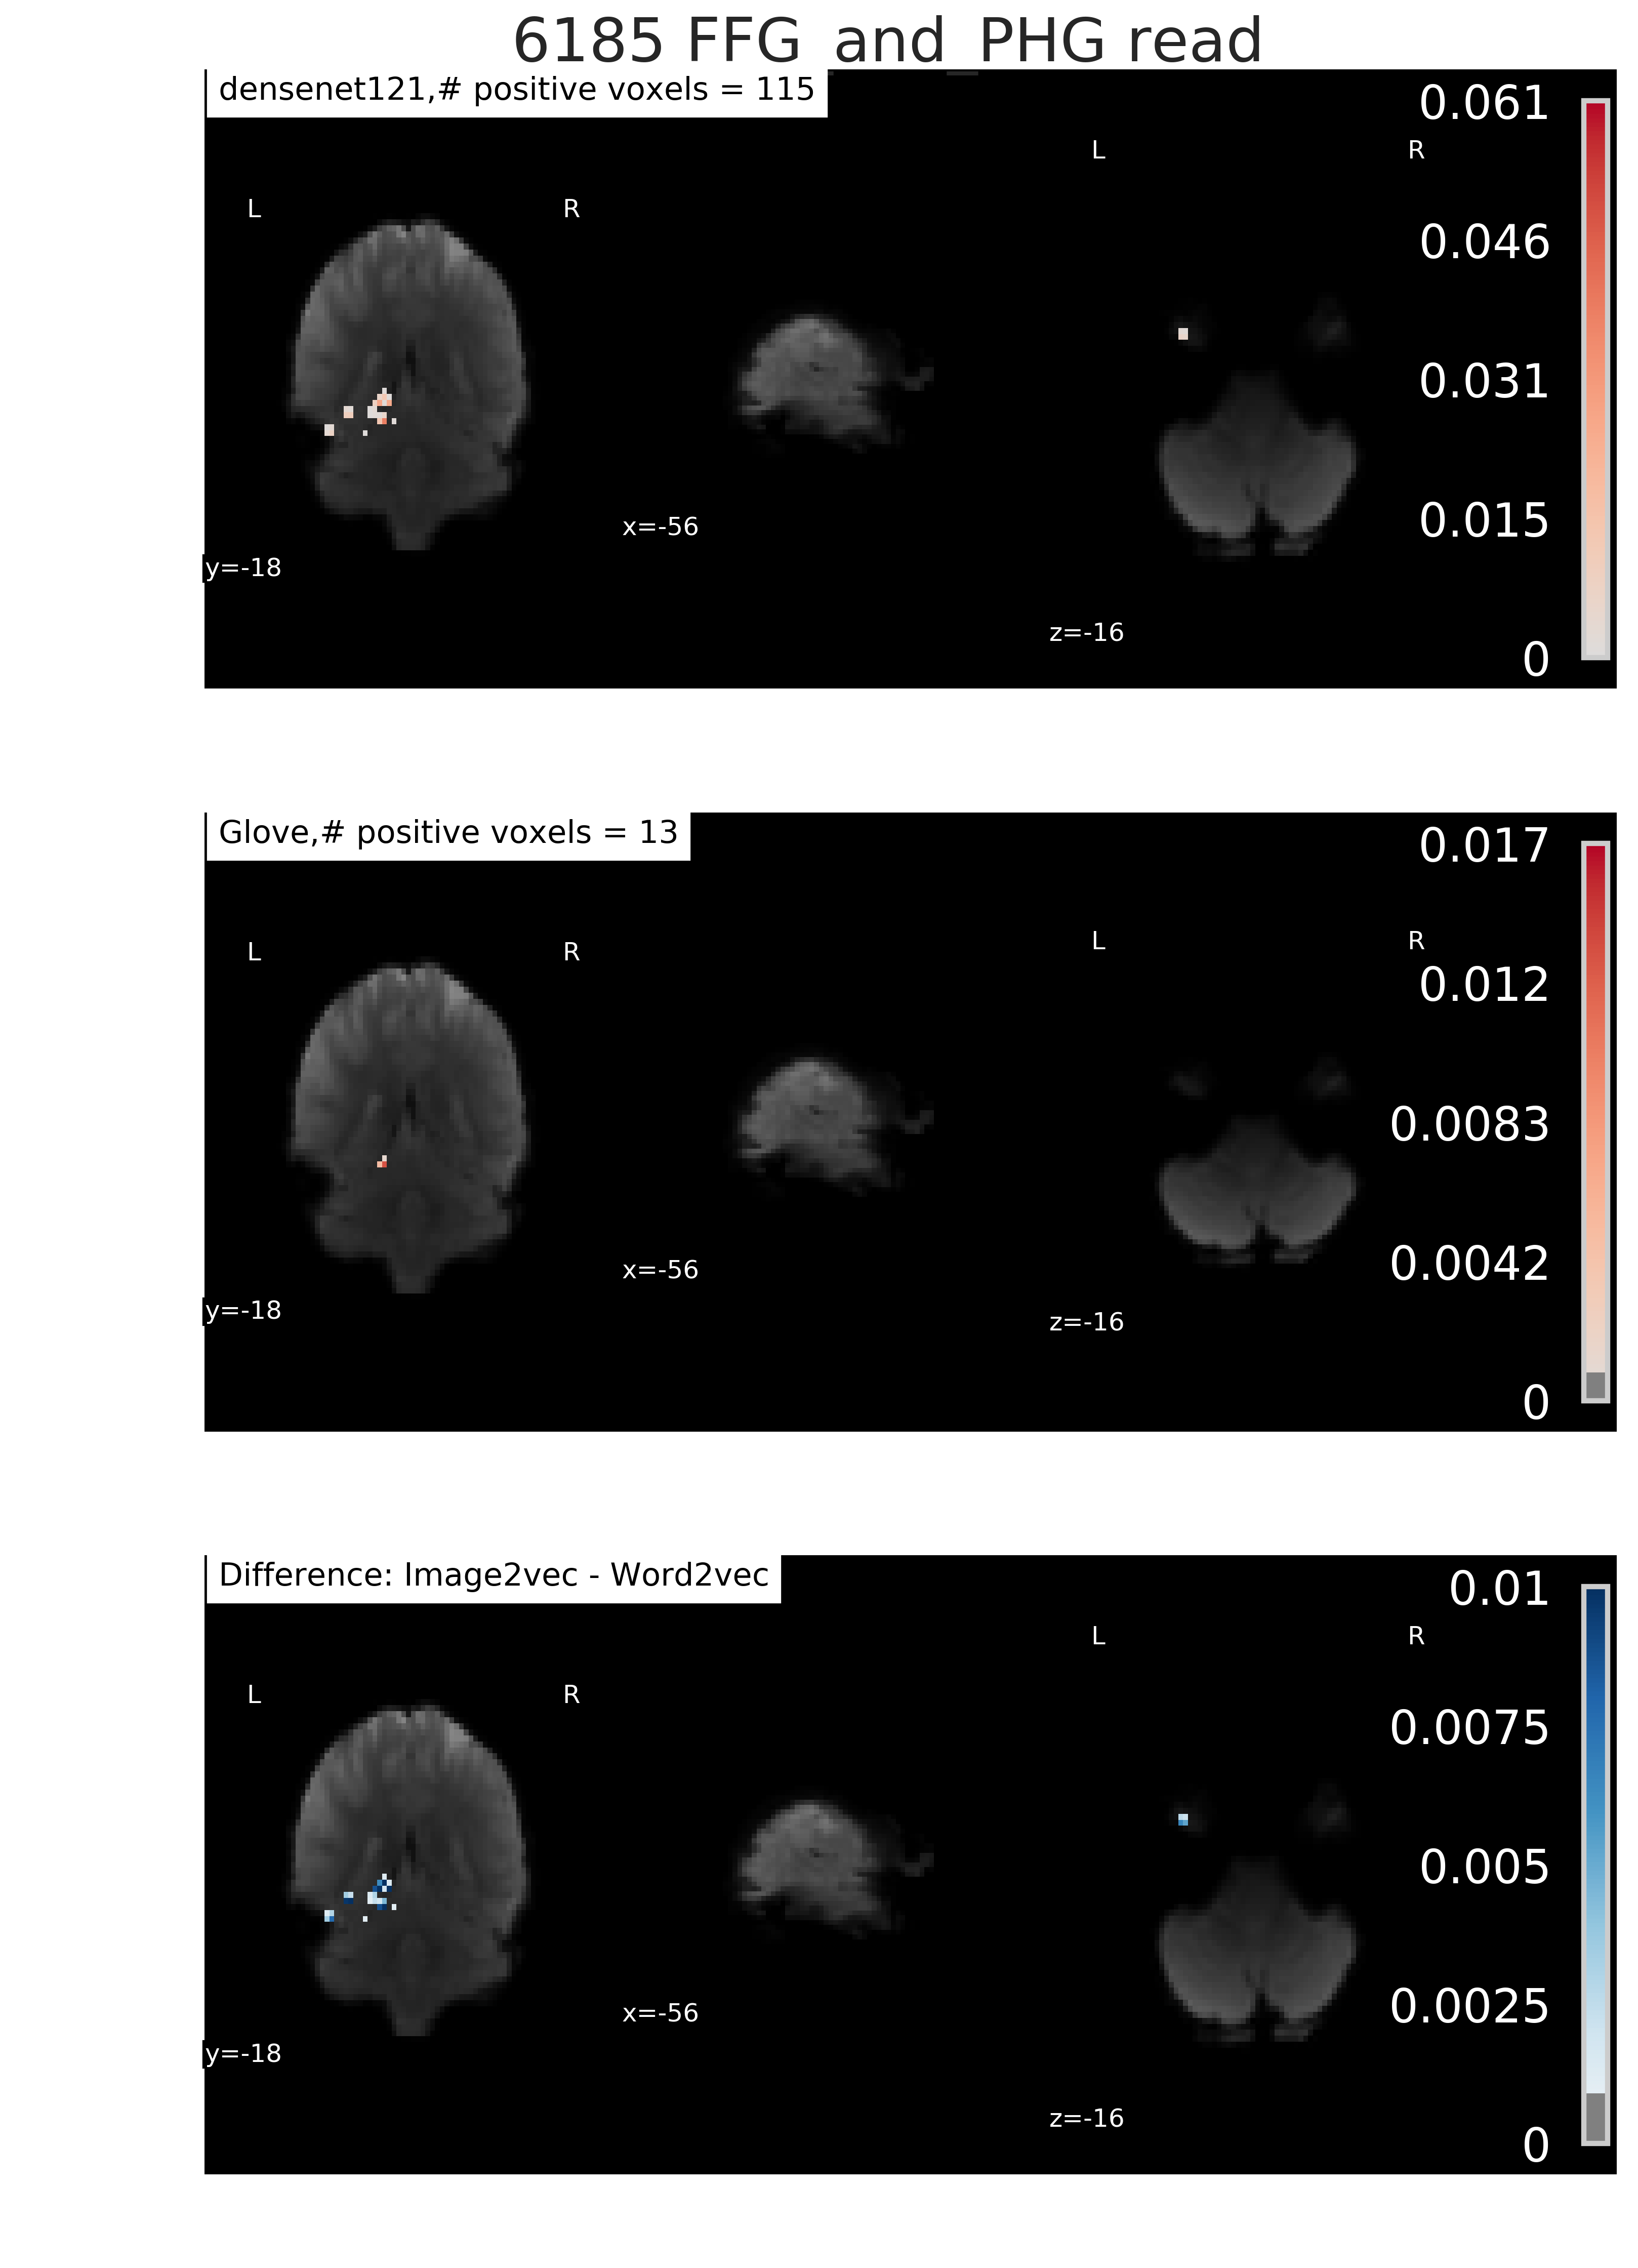 6185 FFG_and_PHG read
densenet121,# positive voxels = 115
0.061
L R
L R
0.046
0.031
0.015
x=-56
y=-18
z=-16
0
Glove,# positive voxels = 13
0.017
L R
L R
0.012
0.0083
0.0042
x=-56
y=-18
z=-16
0
Difference: Image2vec - Word2vec
0.01
L R
L R
0.0075
0.005
0.0025
x=-56
y=-18
z=-16
0